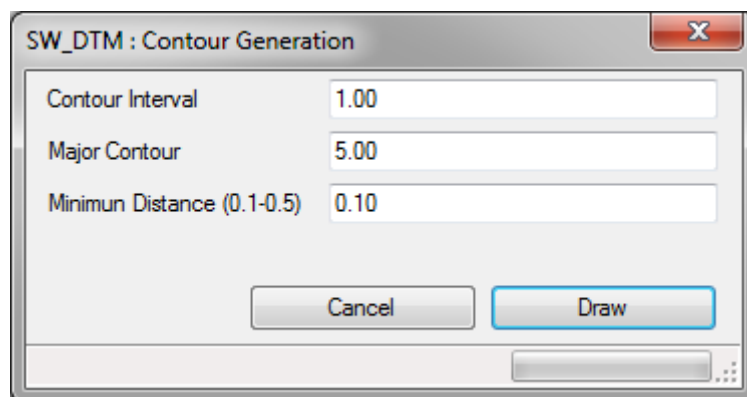 SW_DTM : Contour Generation
Contour Interval 1.00
Major Contour 5.00
Minimun Distance (0.1-0.5) 0.10
Cancel Draw